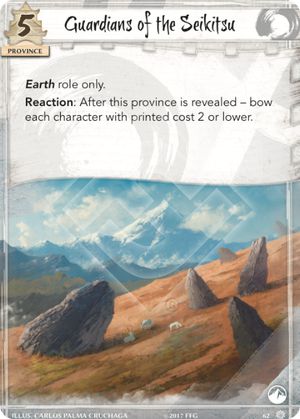 Guardians of the Seikitsu
5
PROVINCE
Earth role only.
Reaction: After this province is revealed – bow
each character with printed cost 2 or lower.
ILLUS. CARLOS PALMA CRUCHAGA
©2017 FFG
62